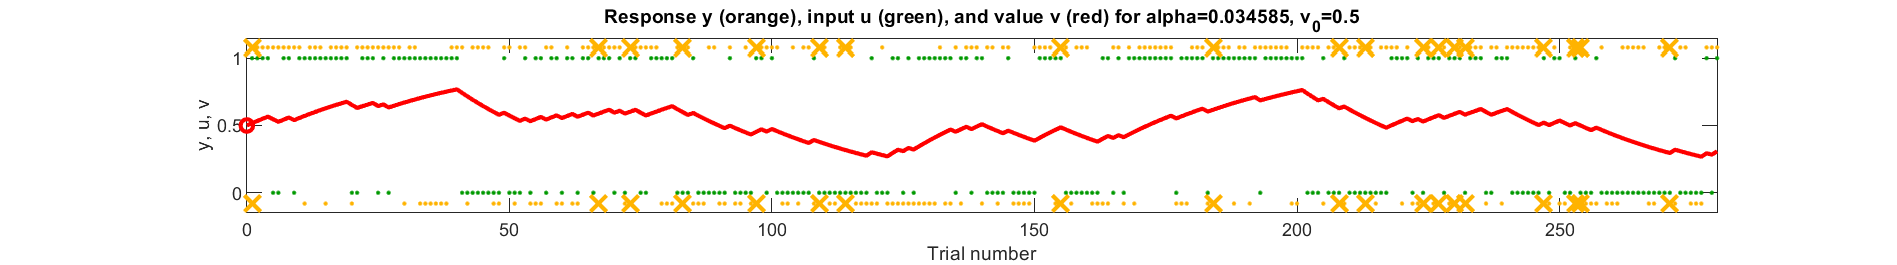 Response y (orange), input u (green), and value v (red) for alpha=0.034585, v0=0.5
y, u, v
1
0.5
0
0 50 100 150 200 250
Trial number